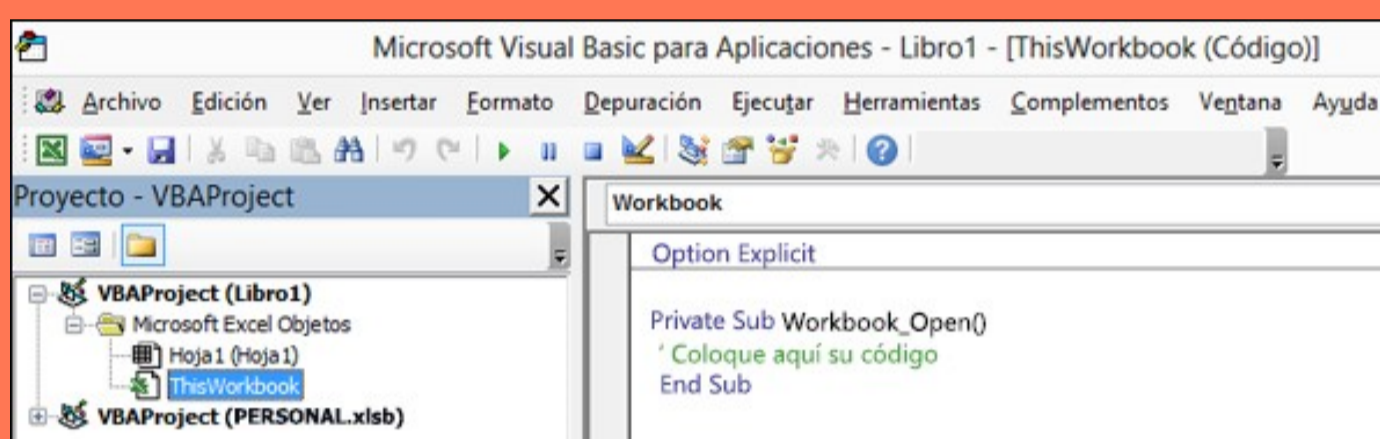 Microsoft Visual Basic para Aplicaciones - Libro1 - [ThisWorkbook (Código)]
Archivo Edición Ver Insertar Formato Depuración Ejecutar Herramientas Complementos Ventana Ayuda
Proyecto - VBAProject
Workbook
Option Explicit
VBAProject (Libro1)
Microsoft Excel Objetos
Hoja1 (Hoja1)
ThisWorkbook
VBAProject (PERSONAL.xlsb)
Private Sub Workbook_Open()
' Coloque aquí su código
End Sub